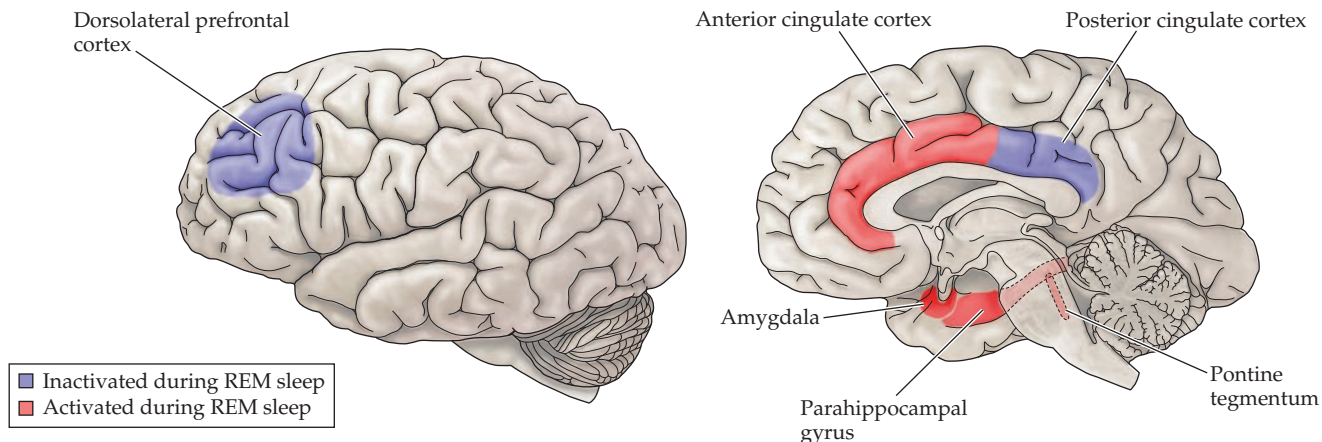 Dorsolateral prefrontal
cortex
Anterior cingulate cortex
Posterior cingulate cortex
Amygdala
Parahippocampal
gyrus
Pontine
tegmentum
Inactivated during REM sleep
Activated during REM sleep